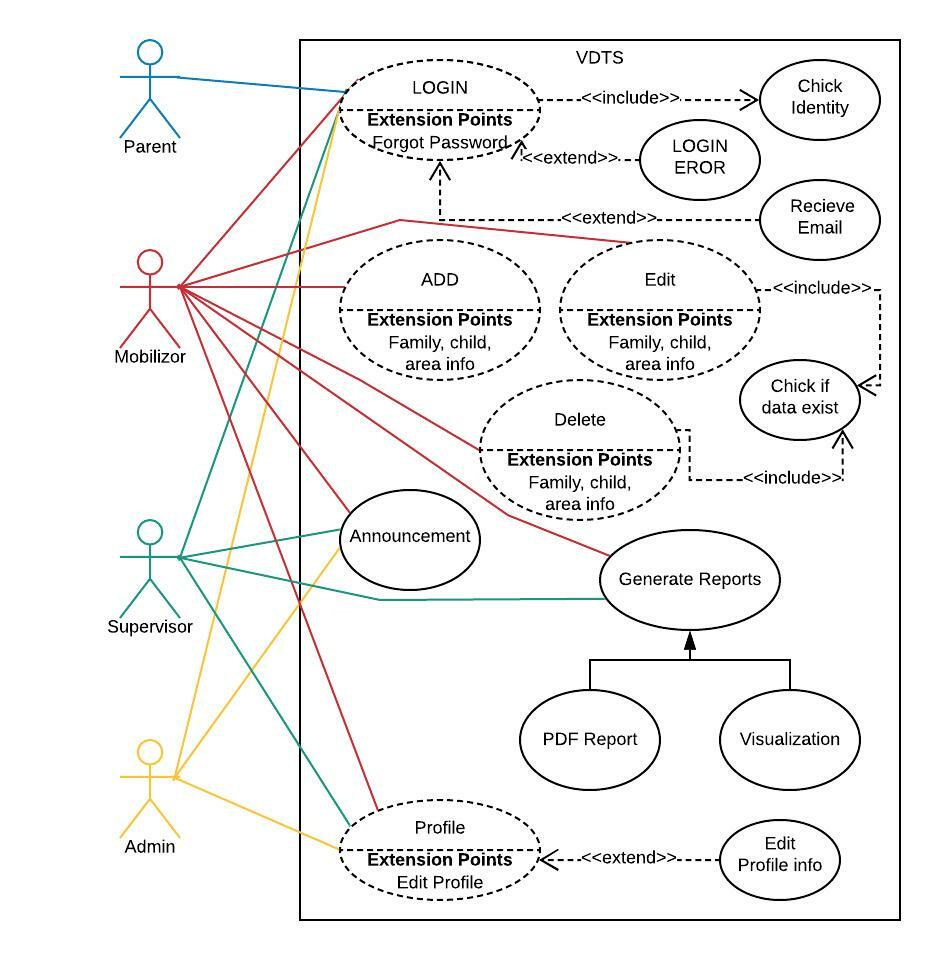 VDTS
Parent
LOGIN
Extension Points
Forgot Password
<<include>>
Chick
Identity
<<extend>>
LOGIN
EROR
<<extend>>
Recieve
Email
Mobilizor
ADD
Extension Points
Family, child,
area info
Edit
Extension Points
Family, child,
area info
<<include>>
Chick if
data exist
Delete
Extension Points
Family, child,
area info
<<include>>
Supervisor
Announcement
Generate Reports
PDF Report
Visualization
Admin
Profile
Extension Points
Edit Profile
<<extend>>
Edit
Profile info